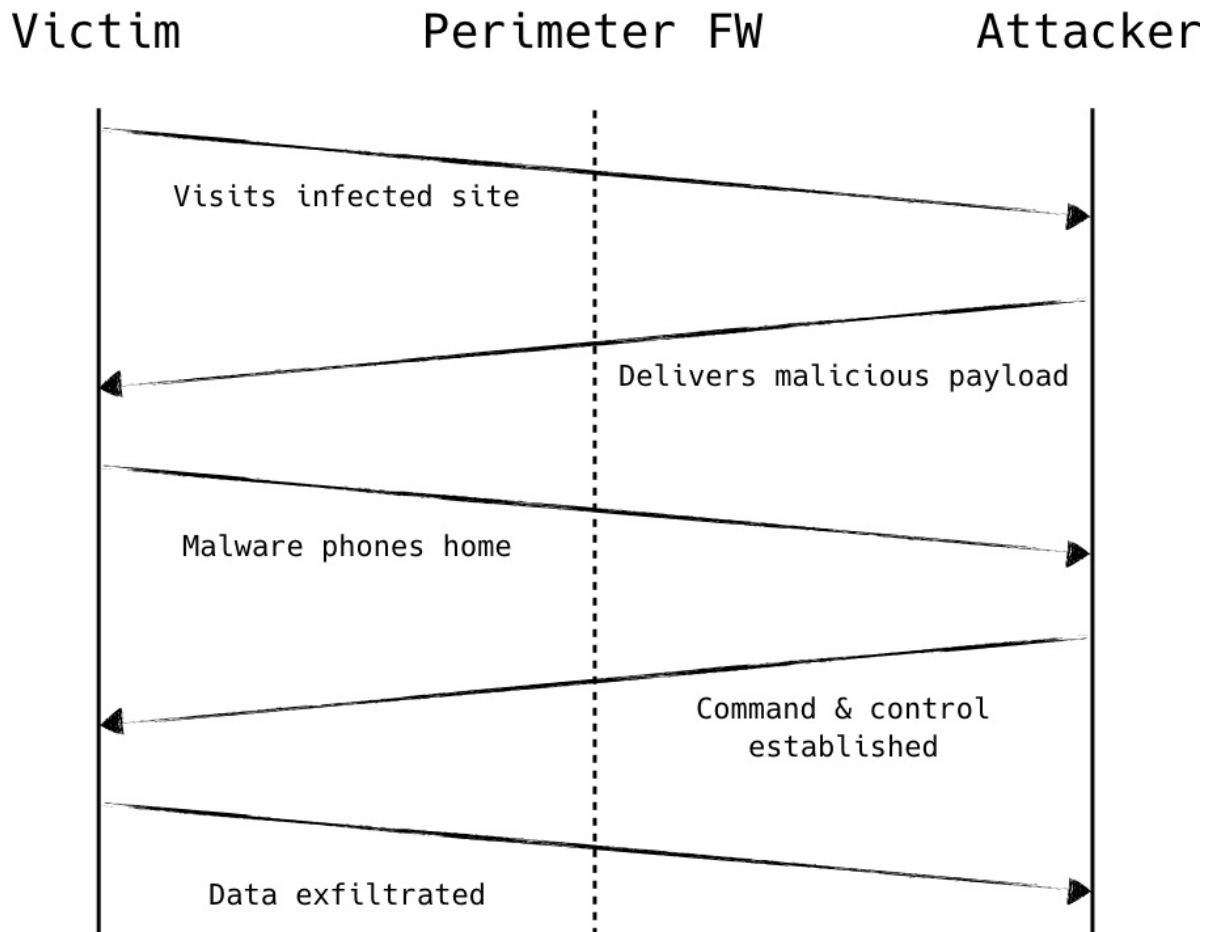 Victim Perimeter FW Attacker
Visits infected site
Delivers malicious payload
Malware phones home
Command & control
established
Data exfiltrated